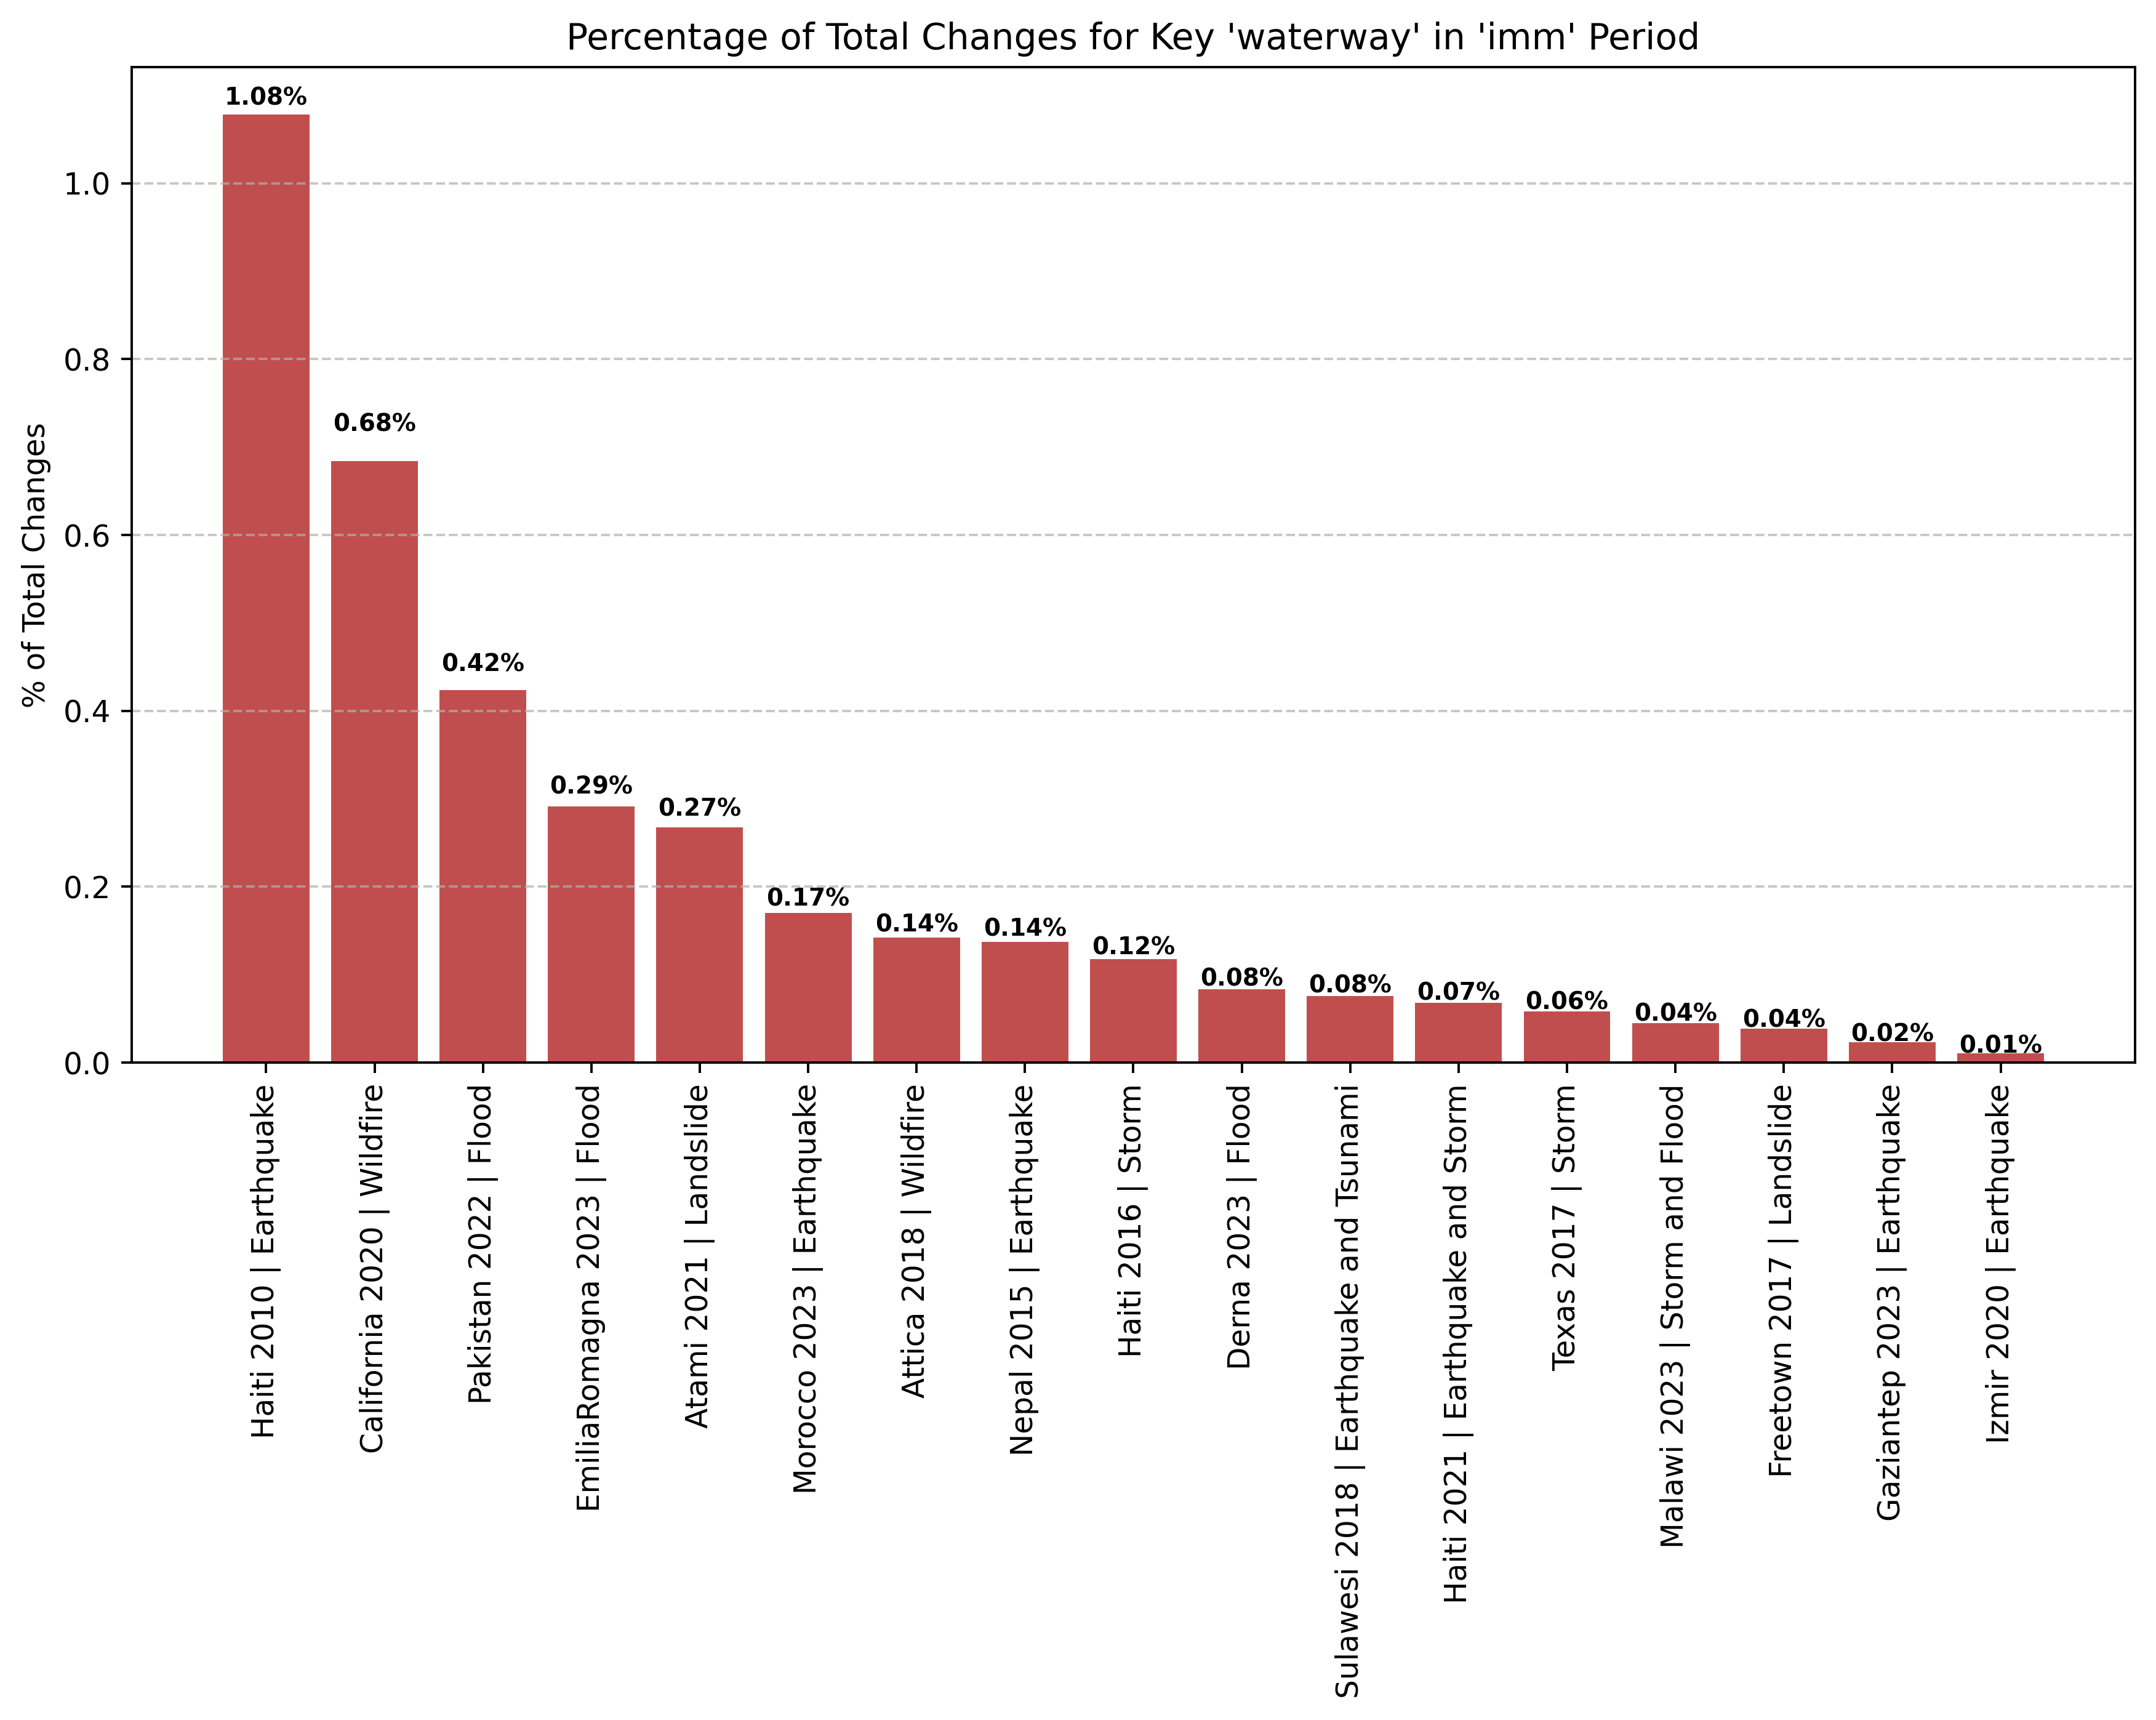 Percentage of Total Changes for Key 'waterway' in 'imm' Period
% of Total Changes
1.0
0.8
0.6
0.4
0.2
0.0
1.08%
0.68%
0.42%
0.29%
0.27%
0.17%
0.14%
0.14%
0.12%
0.08%
0.08%
0.07%
0.06%
0.04%
0.04%
0.02%
0.01%
Haiti 2010 | Earthquake
California 2020 | Wildfire
Pakistan 2022 | Flood
EmiliaRomagna 2023 | Flood
Atami 2021 | Landslide
Morocco 2023 | Earthquake
Attica 2018 | Wildfire
Nepal 2015 | Earthquake
Haiti 2016 | Storm
Derna 2023 | Flood
Sulawesi 2018 | Earthquake and Tsunami
Haiti 2021 | Earthquake and Storm
Texas 2017 | Storm
Malawi 2023 | Storm and Flood
Freetown 2017 | Landslide
Gaziantep 2023 | Earthquake
Izmir 2020 | Earthquake